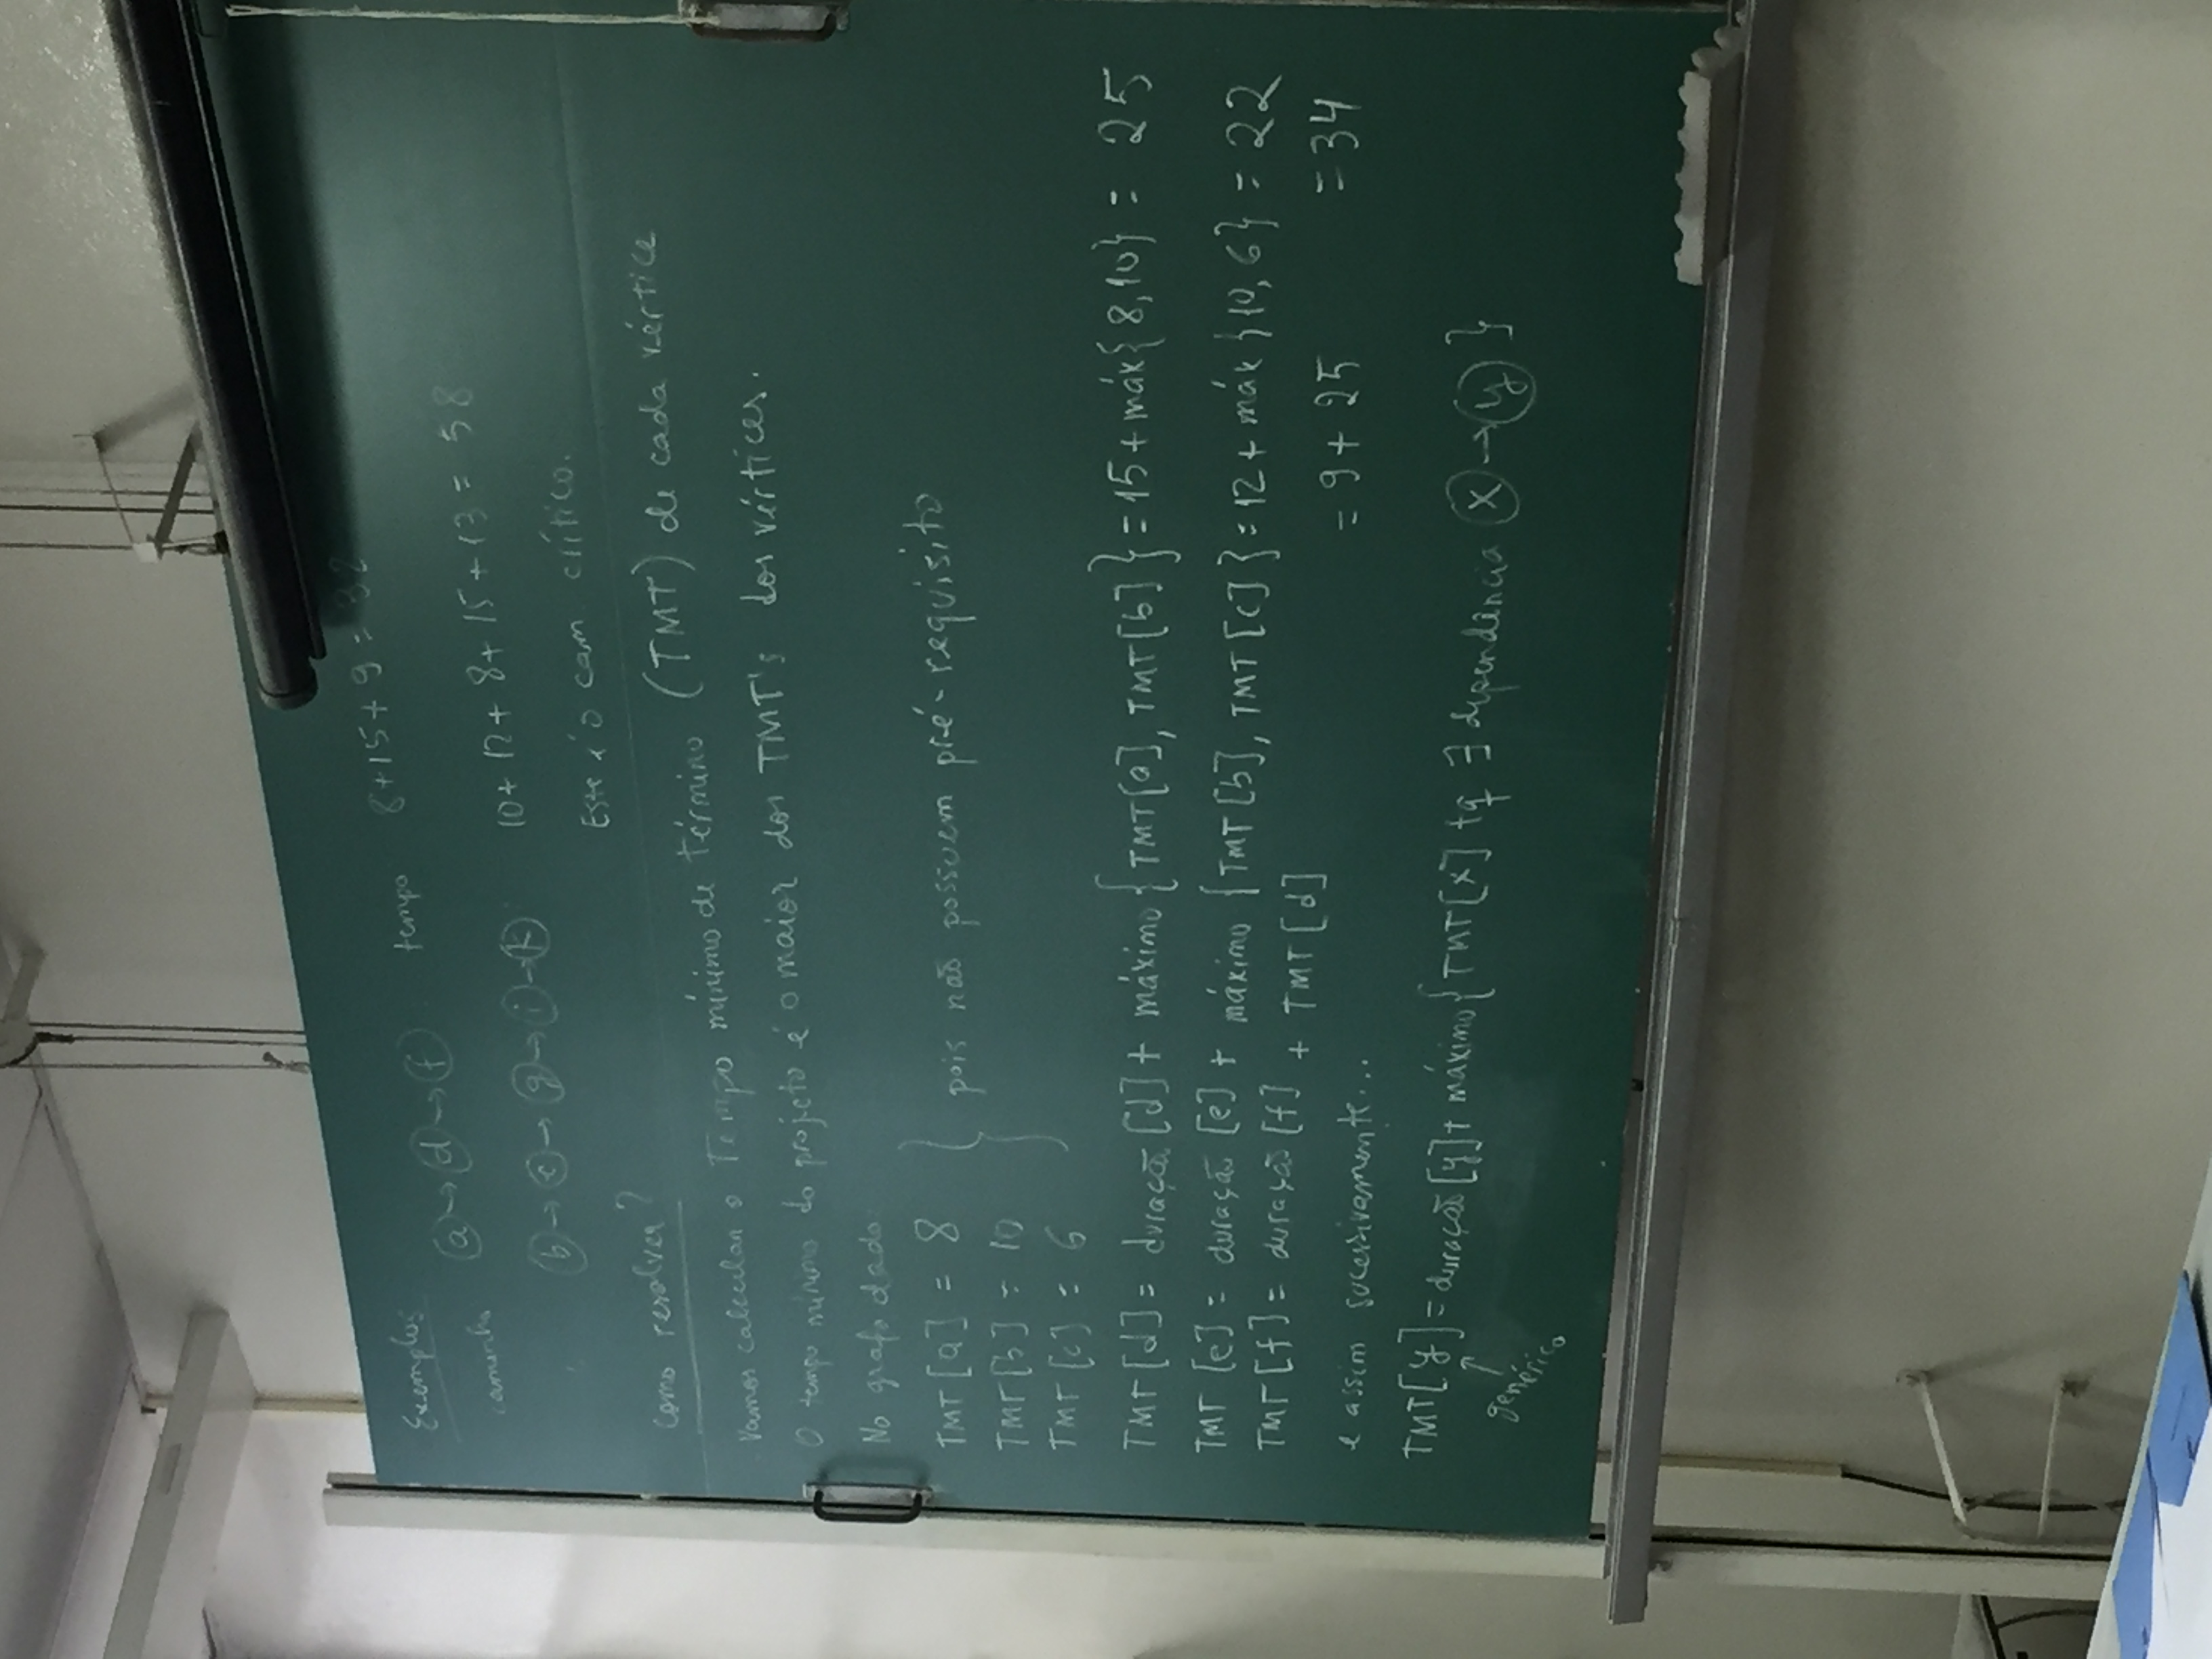 Exemplos
caminho a → d → f tempo 8+15+9 = 32
b → e → g → i → k 10+12+8+15+13 = 58
Este é o cam. crítico.
Como resolver?
Vamos calcular o Tempo mínimo de término (TMT) de cada vértice
O tempo mínimo do projeto é o maior dos TMT's dos vértices.
No grafo dado
TMT[a] = 8
TMT[b] = 10
TMT[c] = 6
} pois não possuem pré-requisito
TMT[d] = duração[d] + máximo{TMT[a], TMT[b]} = 15 + máx{8,10} = 25
TMT[e] = duração[e] + máximo{TMT[b], TMT[c]} = 12 + máx{10,6} = 22
TMT[f] = duração[f] + TMT[d] = 9 + 25 = 34
e assim sucessivamente...
TMT[y] = duração[y] + máximo{TMT[x] tq ∃ dependência x → y}
↑
genérico